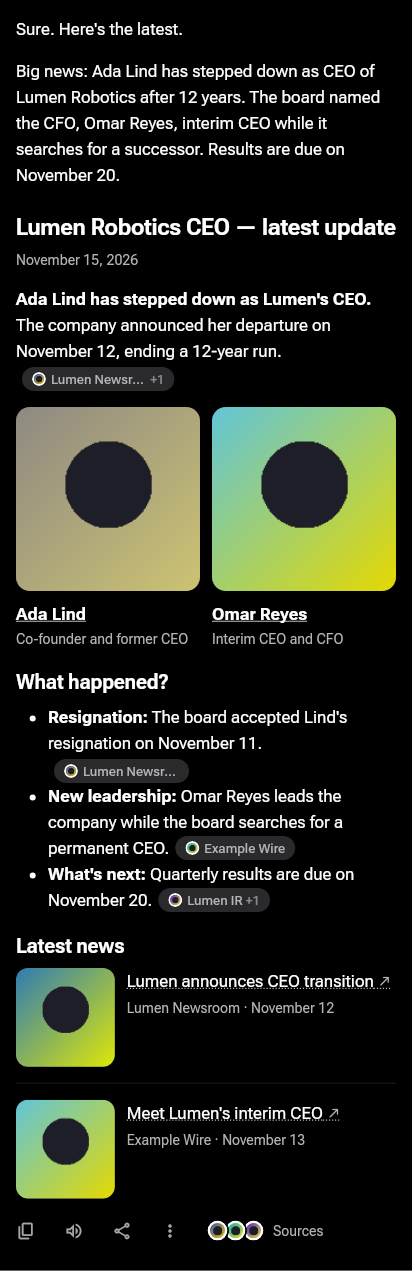 Sure. Here's the latest.
Big news: Ada Lind has stepped down as CEO of
Lumen Robotics after 12 years. The board named
the CFO, Omar Reyes, interim CEO while it
searches for a successor. Results are due on
November 20.
Lumen Robotics CEO — latest update
November 15, 2026
Ada Lind has stepped down as Lumen's CEO.
The company announced her departure on
November 12, ending a 12-year run.
Lumen Newsr... +1
Ada Lind
Co-founder and former CEO
Omar Reyes
Interim CEO and CFO
What happened?
• Resignation: The board accepted Lind's
resignation on November 11.
Lumen Newsr...
• New leadership: Omar Reyes leads the
company while the board searches for a
permanent CEO. Example Wire
• What's next: Quarterly results are due on
November 20. Lumen IR +1
Latest news
Lumen announces CEO transition ↗
Lumen Newsroom · November 12
Meet Lumen's interim CEO ↗
Example Wire · November 13
Sources